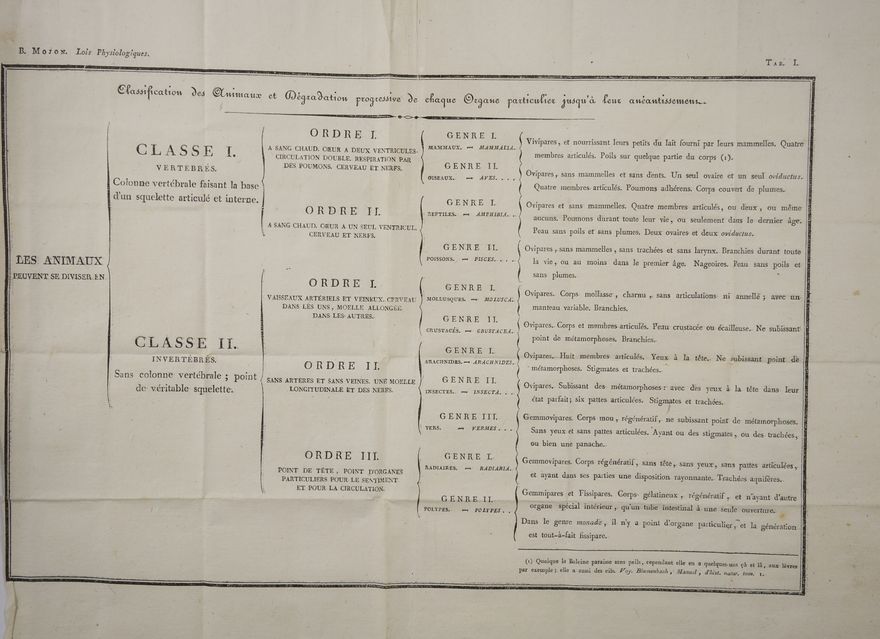 B. Mojon. Lois Physiologiques.
Tab. I.
Classification des Animaux et Dégradation progressive de chaque Organe particulier jusqu'à leur anéantissement.
LES ANIMAUX
PEUVENT SE DIVISER EN
CLASSE I.
VERTÉBRÉS.
Colonne vertébrale faisant la base
d'un squelette articulé et interne.
ORDRE I.
A SANG CHAUD. CŒUR A DEUX VENTRICULES.
CIRCULATION DOUBLE. RESPIRATION PAR
DES POUMONS. CERVEAU ET NERFS.
GENRE I.
MAMMAUX. — MAMMALIA.
Vivipares, et nourrissant leurs petits du lait fourni par leurs mammelles. Quatre
membres articulés. Poils sur quelque partie du corps (1).
GENRE II.
OISEAUX. — AVES. . . .
Ovipares, sans mammelles et sans dents. Un seul ovaire et un seul oviductus.
Quatre membres articulés. Poumons adhérens. Corps couvert de plumes.
ORDRE II.
A SANG CHAUD. CŒUR A UN SEUL VENTRICUL.
CERVEAU ET NERFS.
GENRE I.
REPTILES. — AMPHIBIA. .
Ovipares et sans mammelles. Quatre membres articulés, ou deux, ou même
aucuns. Poumons durant toute leur vie, ou seulement dans le dernier âge.
Peau sans poils et sans plumes. Deux ovaires et deux oviductus.
GENRE II.
POISSONS. — PISCES. . . .
Ovipares, sans mammelles, sans trachées et sans larynx. Branchies durant toute
la vie, ou au moins dans le premier âge. Nageoires. Peau sans poils et
sans plumes.
CLASSE II.
INVERTÉBRÉS.
Sans colonne vertébrale ; point
de véritable squelette.
ORDRE I.
VAISSEAUX ARTÉRIELS ET VEINEUX. CERVEAU
DANS LES UNS, MOELLE ALLONGÉE
DANS LES AUTRES.
GENRE I.
MOLLUSQUES. — MOLUSCA.
Ovipares. Corps mollasse, charnu, sans articulations ni annellé ; avec un
manteau variable. Branchies.
GENRE II.
CRUSTACÉS. — CRUSTACEA.
Ovipares. Corps et membres articulés. Peau crustacée ou écailleuse. Ne subissant
point de métamorphoses. Branchies.
ORDRE II.
SANS ARTÈRES ET SANS VEINES. UNE MOELLE
LONGITUDINALE ET DES NERFS.
GENRE I.
ARACHNIDES. — ARACHNIDES.
Ovipares. Huit membres articulés. Yeux à la tête. Ne subissant point de
métamorphoses. Stigmates et trachées.
GENRE II.
INSECTES. — INSECTA. . .
Ovipares. Subissant des métamorphoses : avec des yeux à la tête dans leur
état parfait ; six pattes articulées. Stigmates et trachées.
GENRE III.
VERS. — VERMES . . .
Gemmovipares. Corps mou, régénératif, ne subissant point de métamorphoses.
Sans yeux et sans pattes articulées. Ayant ou des stigmates, ou des trachées,
ou bien une panache.
ORDRE III.
POINT DE TÊTE, POINT D'ORGANES
PARTICULIERS POUR LE SENTIMENT
ET POUR LA CIRCULATION.
GENRE I.
RADIAIRES. — RADIARIA.
Gemmovipares. Corps régénératif, sans tête, sans yeux, sans pattes articulées,
et ayant dans ses parties une disposition rayonnante. Trachées aquifères.
GENRE II.
POLYPES. — POLYPES . .
Gemmipares et Fissipares. Corps gélatineux, régénératif, et n'ayant d'autre
organe spécial intérieur, qu'un tube intestinal à une seule ouverture.
Dans le genre monade, il n'y a point d'organe particulier, et la génération
est tout-à-fait fissipare.
(1) Quoique la Baleine paraisse sans poils, cependant elle en a quelques-uns çà et là, aux lèvres
par exemple ; elle a aussi des cils. Voy. Blumenbach, Manuel, d'hist. natur. tom. 1.